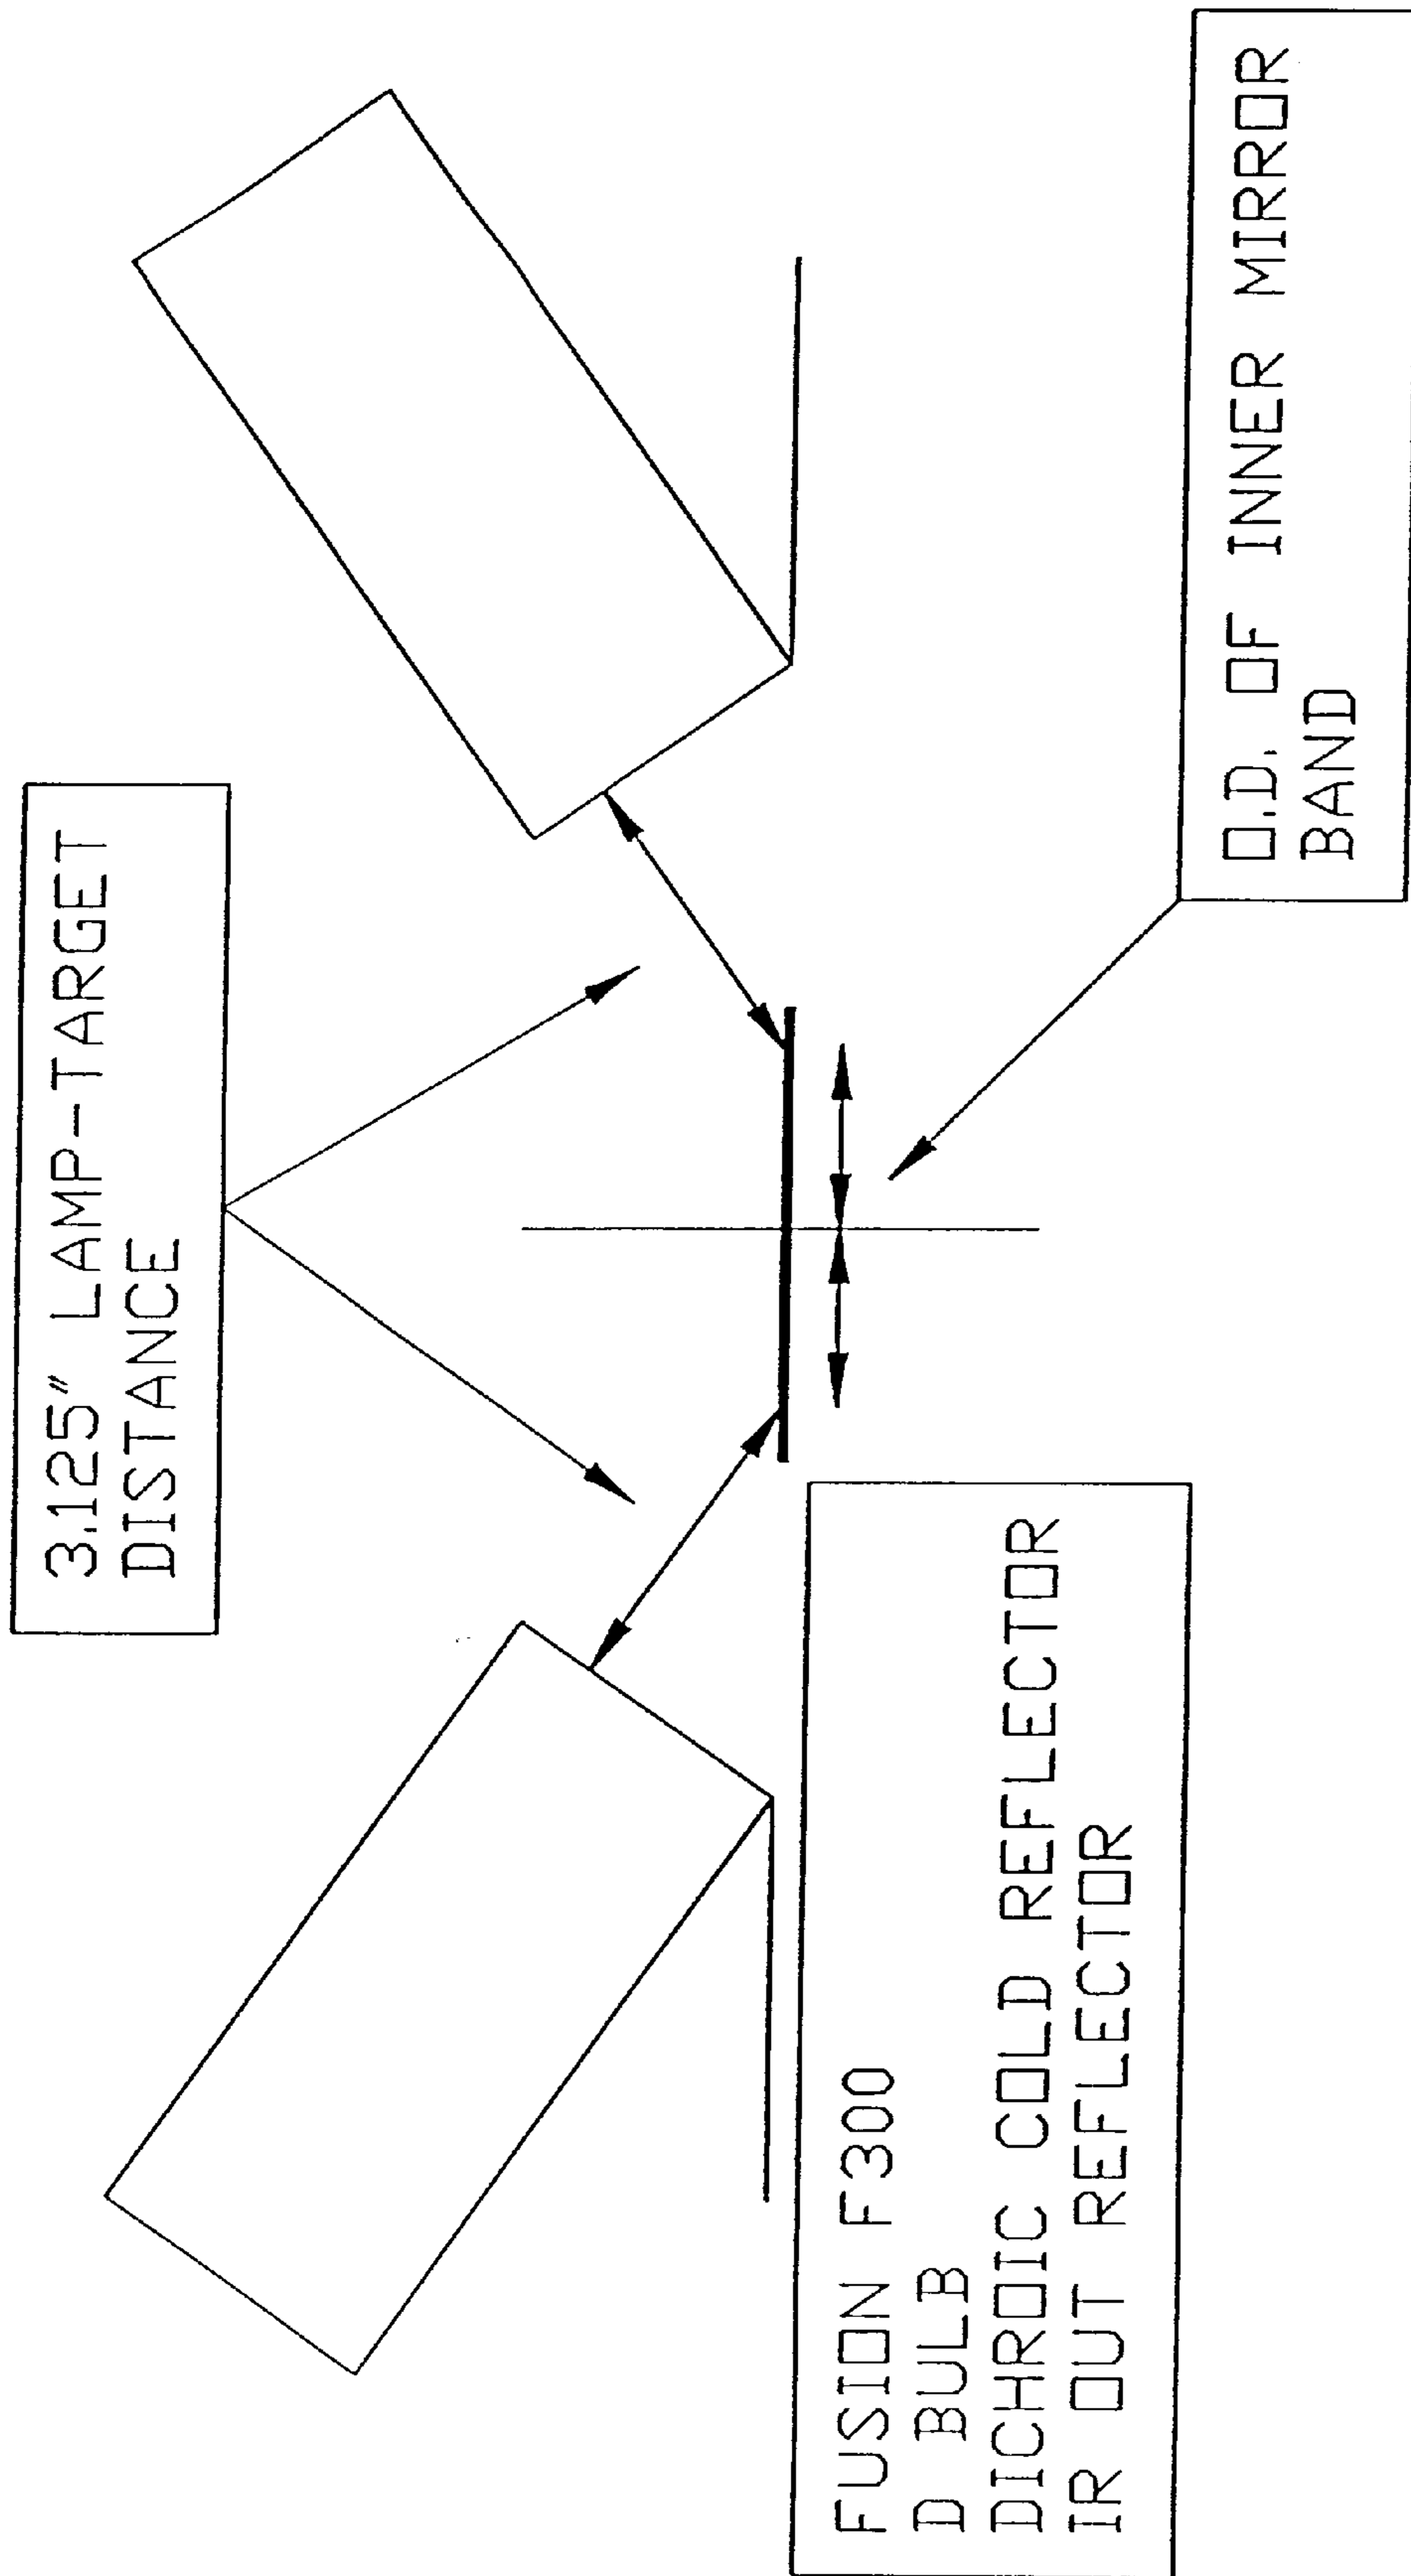 3.125" LAMP-TARGET
DISTANCE
FUSION F300
D BULB
DICHROIC COLD REFLECTOR
IR OUT REFLECTOR
O.D. OF INNER MIRROR
BAND